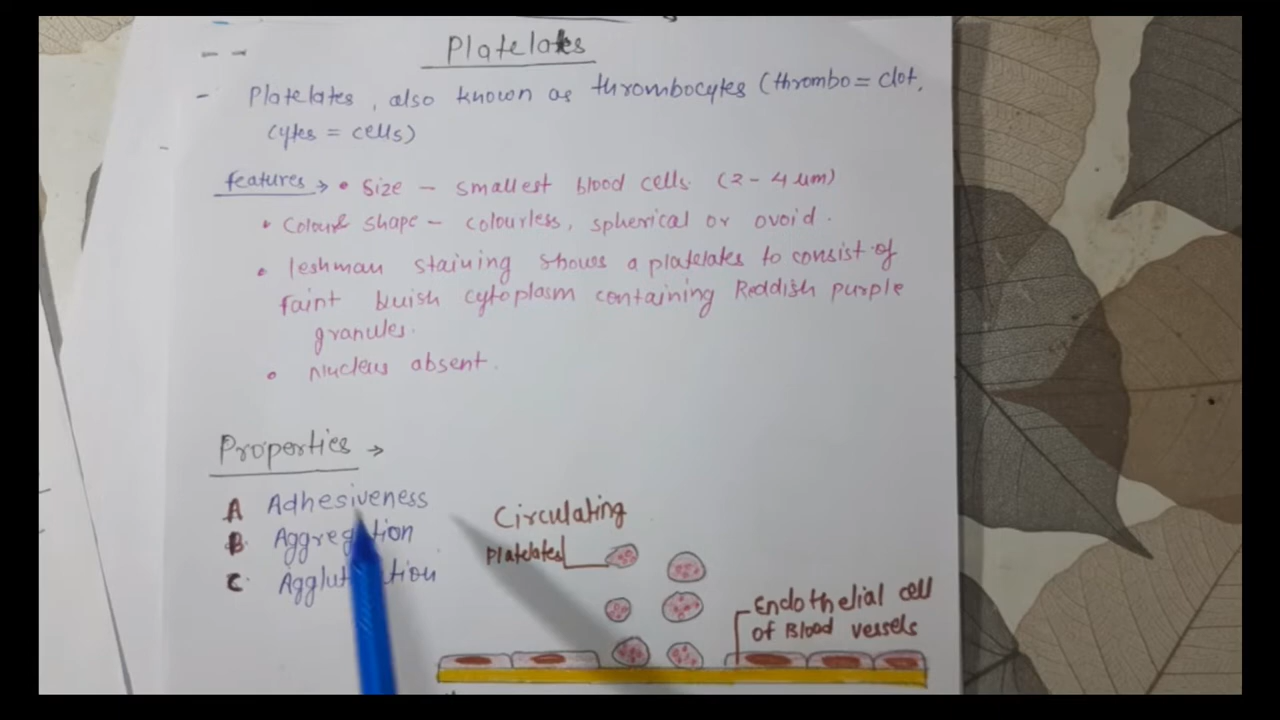 Platelates
- Platelates, also known as thrombocytes (thrombo = clot,
cytes = cells)
features → • Size - smallest blood cells. (2-4 um)
• Colour & shape - colourless, spherical or ovoid.
• leshman staining shows a platelates to consist of
faint buish cytoplasm containing Reddish purple
granules.
• Nucleus absent.
Properties →
A Adhesiveness
B. Aggregation
C.
Circulating
Platelates
Endothelial cell
of Blood vessels